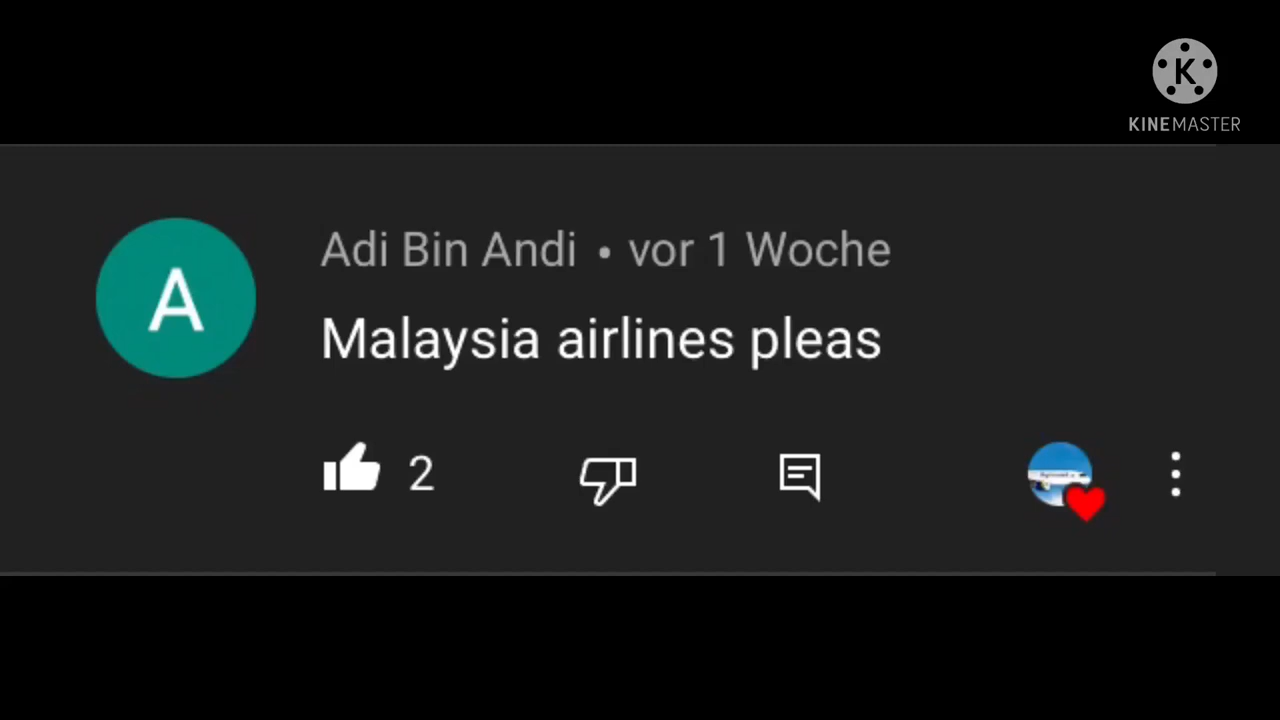 K
KINEMASTER
Adi Bin Andi • vor 1 Woche
A
Malaysia airlines pleas
2